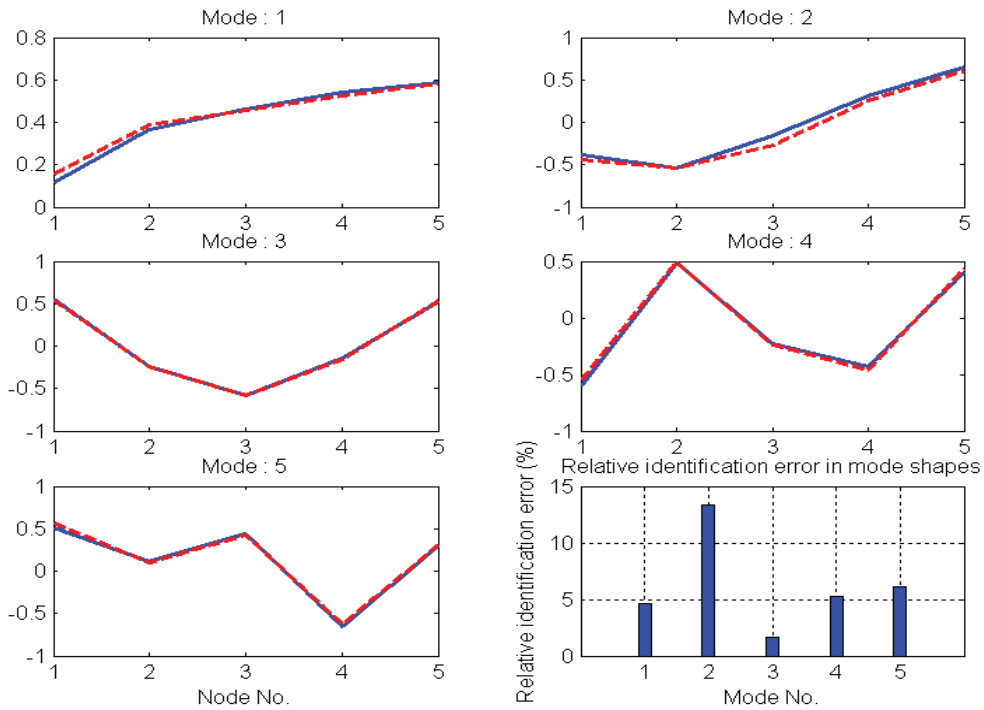 Mode : 1
0.8
0.6
0.4
0.2
0
1 2 3 4 5
Mode : 2
1
0.5
0
-0.5
-1
1 2 3 4 5
Mode : 3
1
0.5
0
-0.5
-1
1 2 3 4 5
Mode : 4
0.5
0
-0.5
-1
1 2 3 4 5
Mode : 5
1
0.5
0
-0.5
-1
1 2 3 4 5
Node No.
Relative identification error in mode shapes
Relative identification error (%)
15
10
5
0
1 2 3 4 5
Mode No.